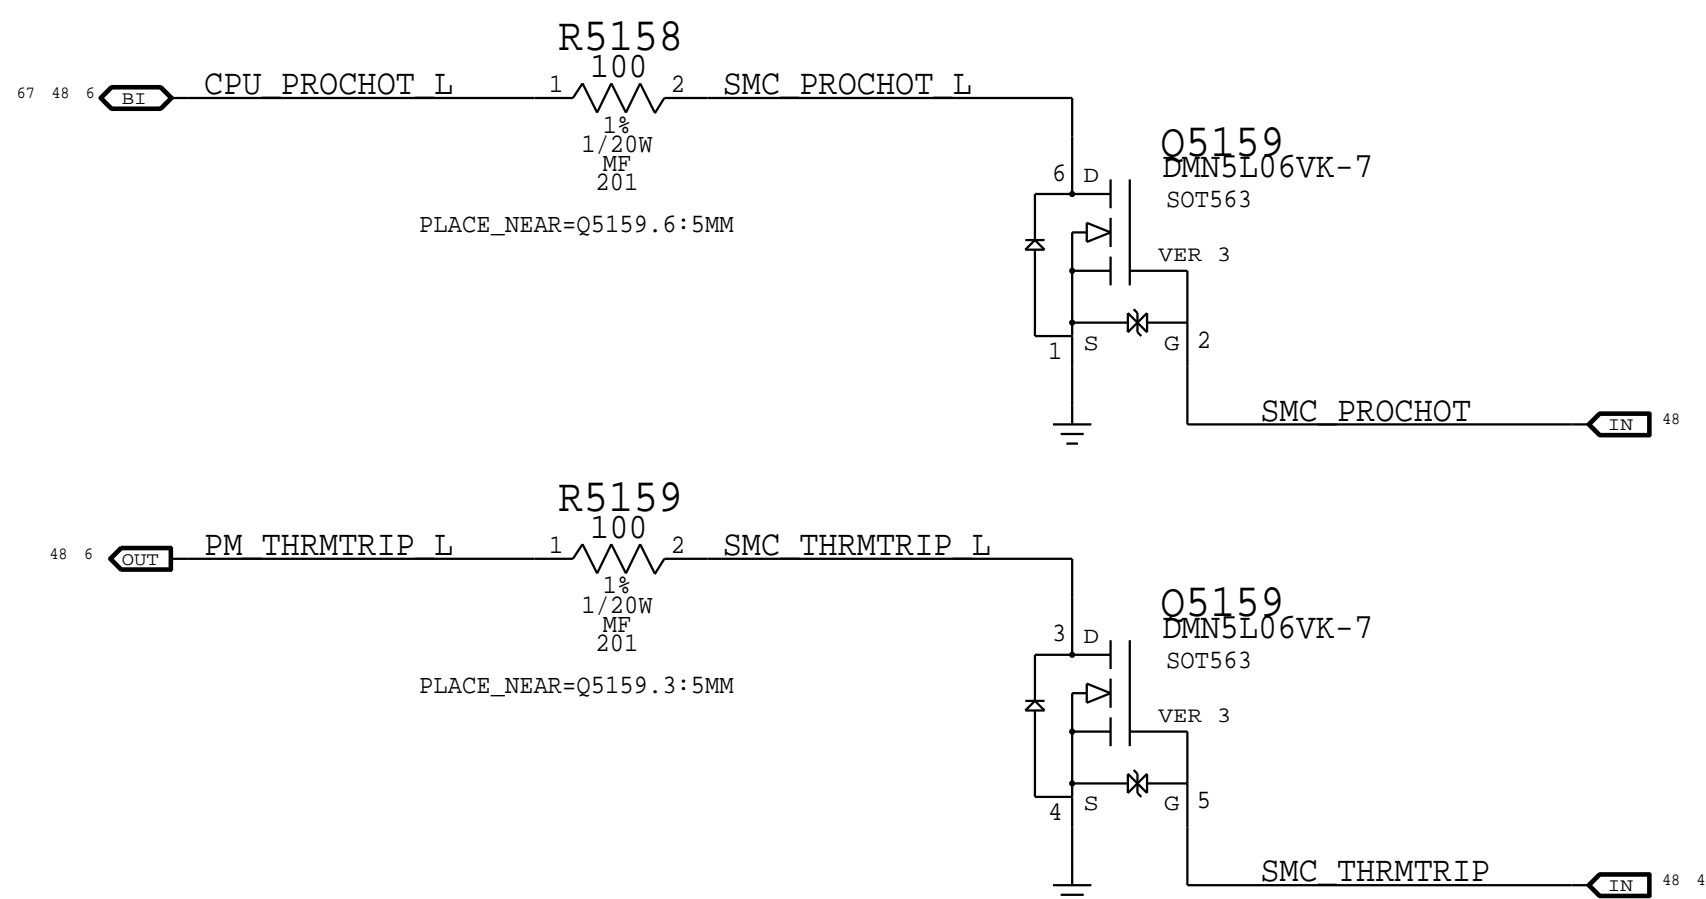 R5158
100
67 48 6 BI CPU_PROCHOT_L 1 2 SMC_PROCHOT_L
1%
1/20W
MF
201
PLACE_NEAR=Q5159.6:5MM
Q5159
DMN5L06VK-7
6 D
SOT563
VER 3
1 S G 2
SMC_PROCHOT IN 48
R5159
100
48 6 OUT PM_THRMTRIP_L 1 2 SMC_THRMTRIP_L
1%
1/20W
MF
201
PLACE_NEAR=Q5159.3:5MM
Q5159
DMN5L06VK-7
3 D
SOT563
VER 3
4 S G 5
SMC_THRMTRIP IN 48 4